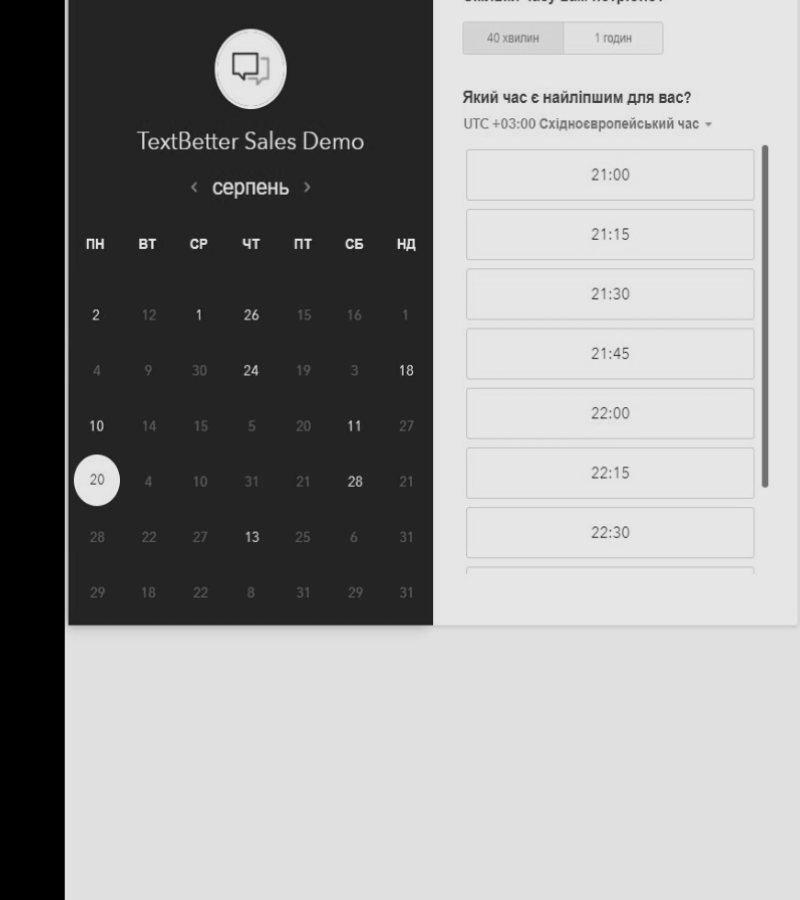 TextBetter Sales Demo
серпень
ПН ВТ СР ЧТ ПТ СБ НД
2 12 1 26 15 16 1
4 9 30 24 19 3 18
10 14 15 5 20 11 27
20 4 10 31 21 28 21
28 22 27 13 25 6 31
29 18 22 8 31 29 31
40 хвилин 1 годин
Який час є найліпшим для вас?
UTC +03:00 Східноєвропейський час
21:00
21:15
21:30
21:45
22:00
22:15
22:30